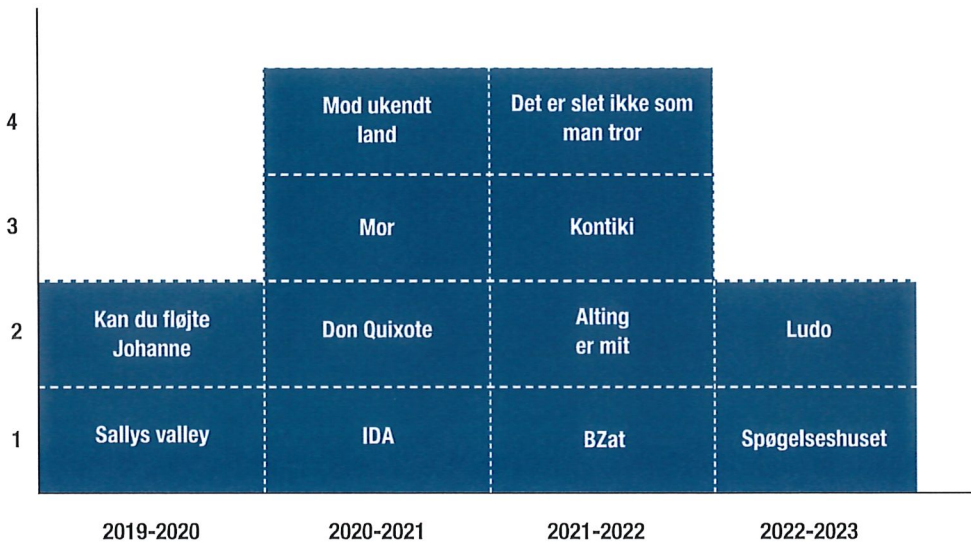 4
Mod ukendt
land
Det er slet ikke som
man tror
3
Mor
Kontiki
2
Kan du fløjte
Johanne
Don Quixote
Alting
er mit
Ludo
1
Sallys valley
IDA
BZat
Spøgelseshuset
2019-2020
2020-2021
2021-2022
2022-2023